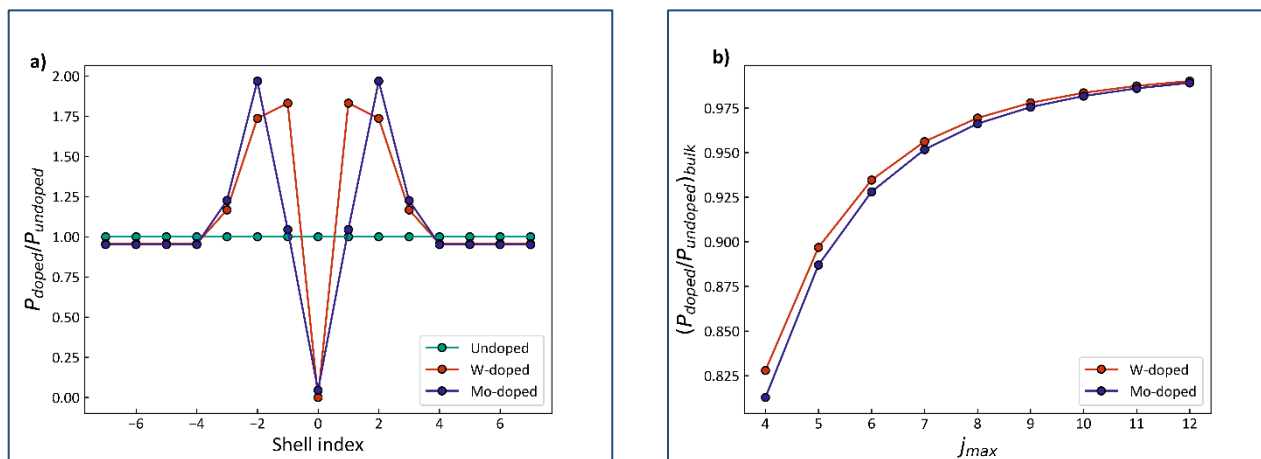 a)
P_doped/P_undoped
2.00
1.75
1.50
1.25
1.00
0.75
0.50
0.25
0.00
Undoped
W-doped
Mo-doped
−6 −4 −2 0 2 4 6
Shell index
b)
(P_doped/P_undoped)_bulk
0.975
0.950
0.925
0.900
0.875
0.850
0.825
W-doped
Mo-doped
4 5 6 7 8 9 10 11 12
j_max